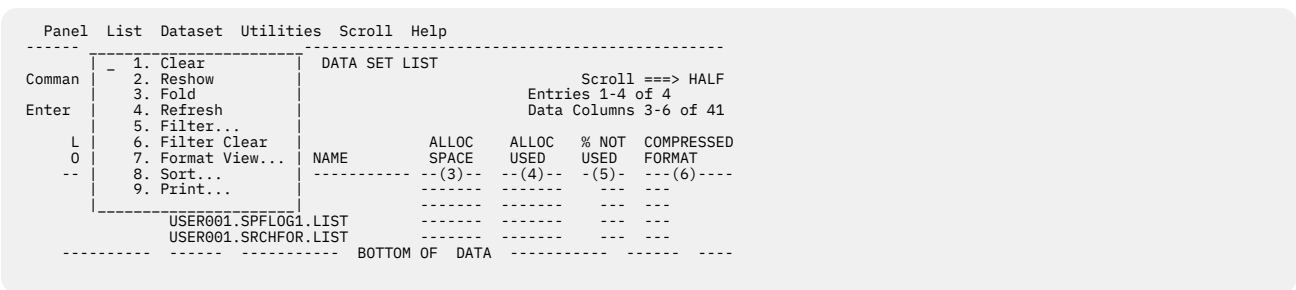 Panel  List  Dataset  Utilities  Scroll  Help
------ ________________________-----------------------------------------------
       | _  1. Clear           |  DATA SET LIST
Comman |    2. Reshow          |                               Scroll ===> HALF
       |    3. Fold            |                         Entries 1-4 of 4
Enter  |    4. Refresh         |                         Data Columns 3-6 of 41
       |    5. Filter...       |
     L |    6. Filter Clear    |              ALLOC    ALLOC   % NOT  COMPRESSED
     O |    7. Format View...  | NAME         SPACE    USED    USED   FORMAT
    -- |    8. Sort...         | ----------- --(3)--  --(4)--  -(5)-  ---(6)----
       |    9. Print...        |             -------  -------    ---  ---
       |_______________________|             -------  -------    ---  ---
                USER001.SPFLOG1.LIST         -------  -------    ---  ---
                USER001.SRCHFOR.LIST         -------  -------    ---  ---
    ----------  ------  -----------  BOTTOM  OF  DATA  -----------  ------  ----